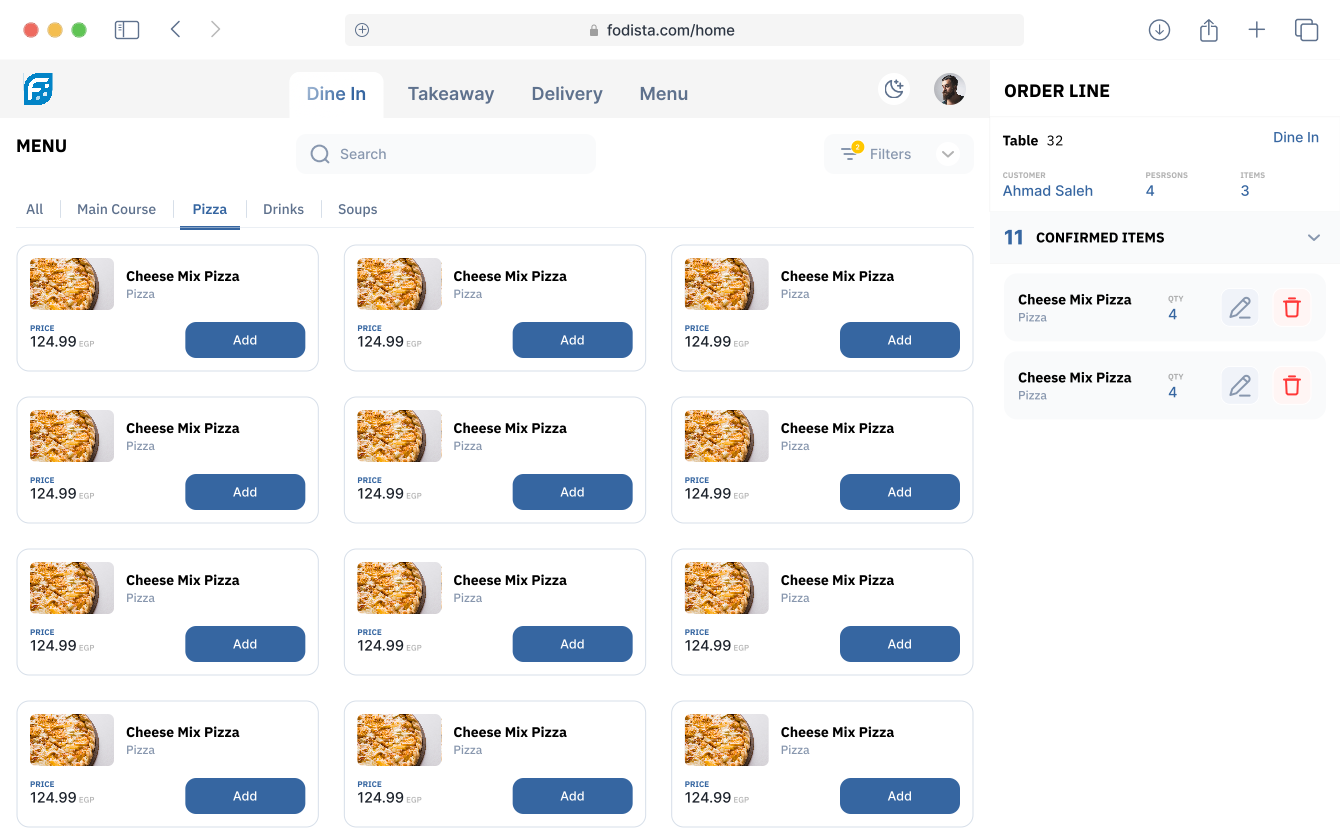 fodista.com/home
Dine In
Takeaway
Delivery
Menu
MENU
Search
2
Filters
All
Main Course
Pizza
Drinks
Soups
Cheese Mix Pizza
Pizza
PRICE
124.99 EGP
Add
Cheese Mix Pizza
Pizza
PRICE
124.99 EGP
Add
Cheese Mix Pizza
Pizza
PRICE
124.99 EGP
Add
Cheese Mix Pizza
Pizza
PRICE
124.99 EGP
Add
Cheese Mix Pizza
Pizza
PRICE
124.99 EGP
Add
Cheese Mix Pizza
Pizza
PRICE
124.99 EGP
Add
Cheese Mix Pizza
Pizza
PRICE
124.99 EGP
Add
Cheese Mix Pizza
Pizza
PRICE
124.99 EGP
Add
Cheese Mix Pizza
Pizza
PRICE
124.99 EGP
Add
Cheese Mix Pizza
Pizza
PRICE
124.99 EGP
Add
Cheese Mix Pizza
Pizza
PRICE
124.99 EGP
Add
Cheese Mix Pizza
Pizza
PRICE
124.99 EGP
Add
ORDER LINE
Table 32
Dine In
CUSTOMER
Ahmad Saleh
PESRSONS
4
ITEMS
3
11 CONFIRMED ITEMS
Cheese Mix Pizza
Pizza
QTY
4
Cheese Mix Pizza
Pizza
QTY
4